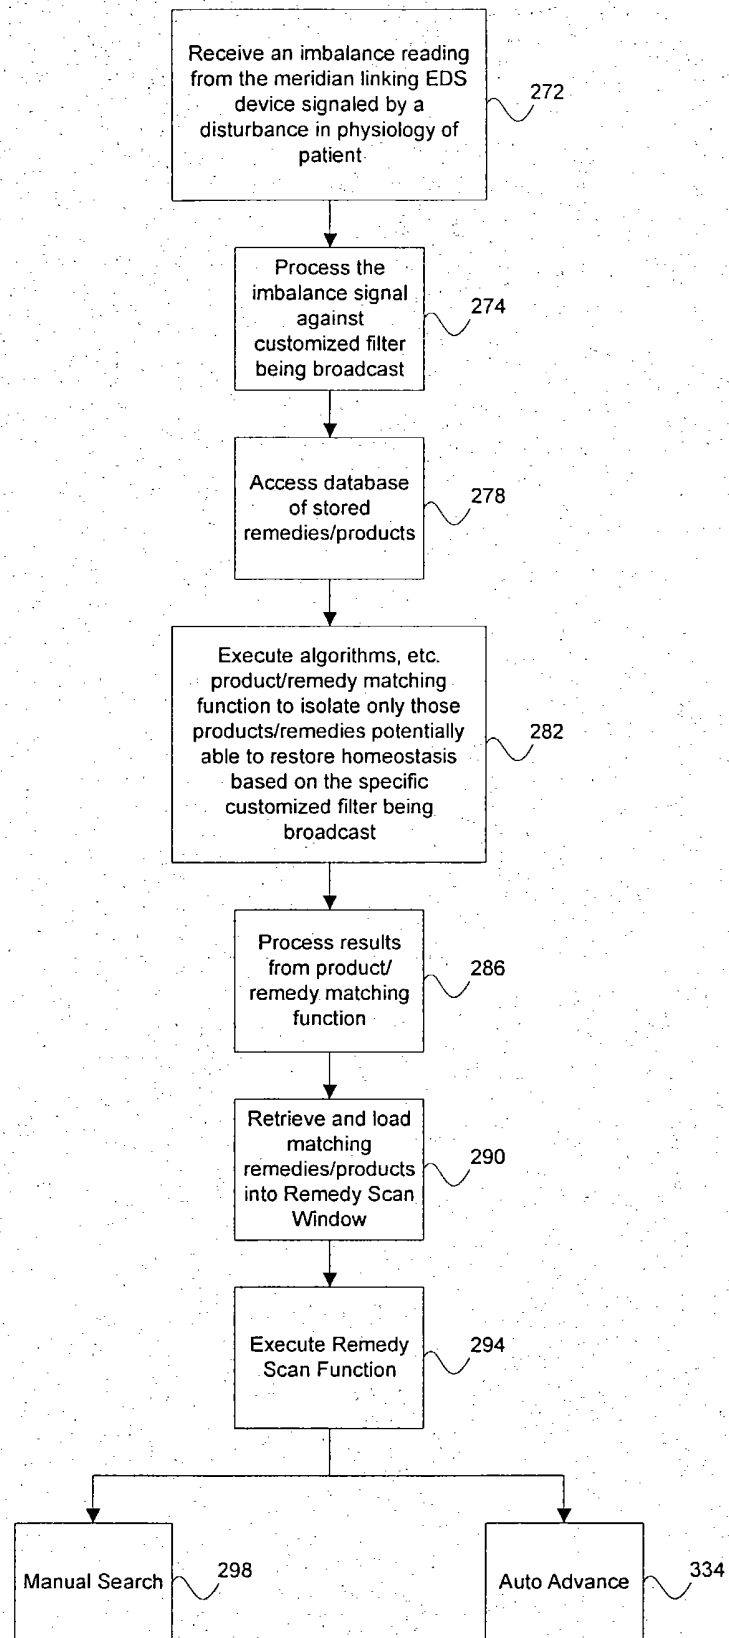 Receive an imbalance reading
from the meridian linking EDS
device signaled by a
disturbance in physiology of
patient
272
Process the
imbalance signal
against
customized filter
being broadcast
274
Access database
of stored
remedies/products
278
Execute algorithms, etc.
product/remedy matching
function to isolate only those
products/remedies potentially
able to restore homeostasis
based on the specific
customized filter being
broadcast
282
Process results
from product/
remedy matching
function
286
Retrieve and load
matching
remedies/products
into Remedy Scan
Window
290
Execute Remedy
Scan Function
294
Manual Search
298
Auto Advance
334